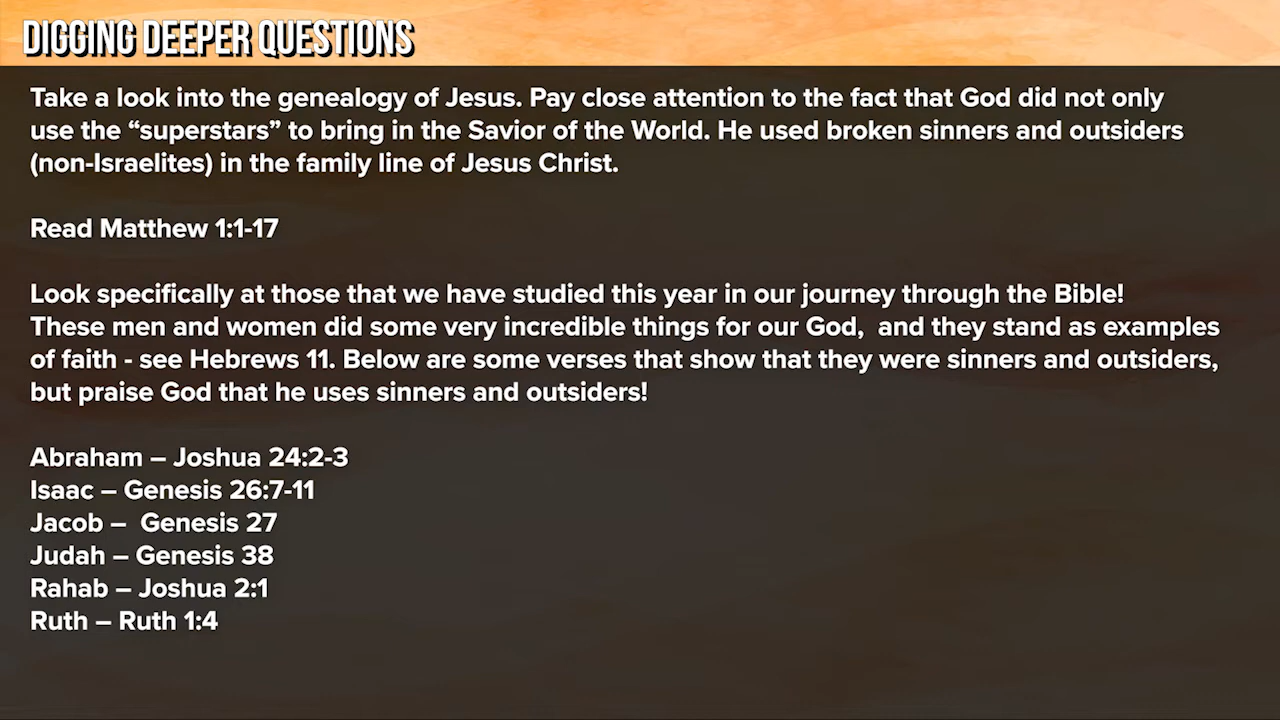 DIGGING DEEPER QUESTIONS
Take a look into the genealogy of Jesus. Pay close attention to the fact that God did not only
use the “superstars” to bring in the Savior of the World. He used broken sinners and outsiders
(non-Israelites) in the family line of Jesus Christ.
Read Matthew 1:1-17
Look specifically at those that we have studied this year in our journey through the Bible!
These men and women did some very incredible things for our God,  and they stand as examples
of faith - see Hebrews 11. Below are some verses that show that they were sinners and outsiders,
but praise God that he uses sinners and outsiders!
Abraham – Joshua 24:2-3
Isaac – Genesis 26:7-11
Jacob –  Genesis 27
Judah – Genesis 38
Rahab – Joshua 2:1
Ruth – Ruth 1:4